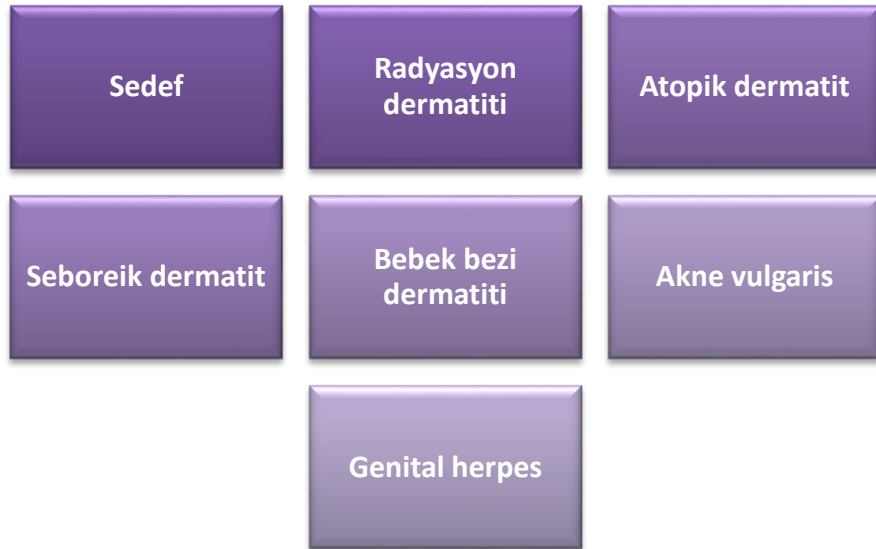 Sedef
Radyasyon
dermatiti
Atopik dermatit
Seboreik dermatit
Bebek bezi
dermatiti
Akne vulgaris
Genital herpes